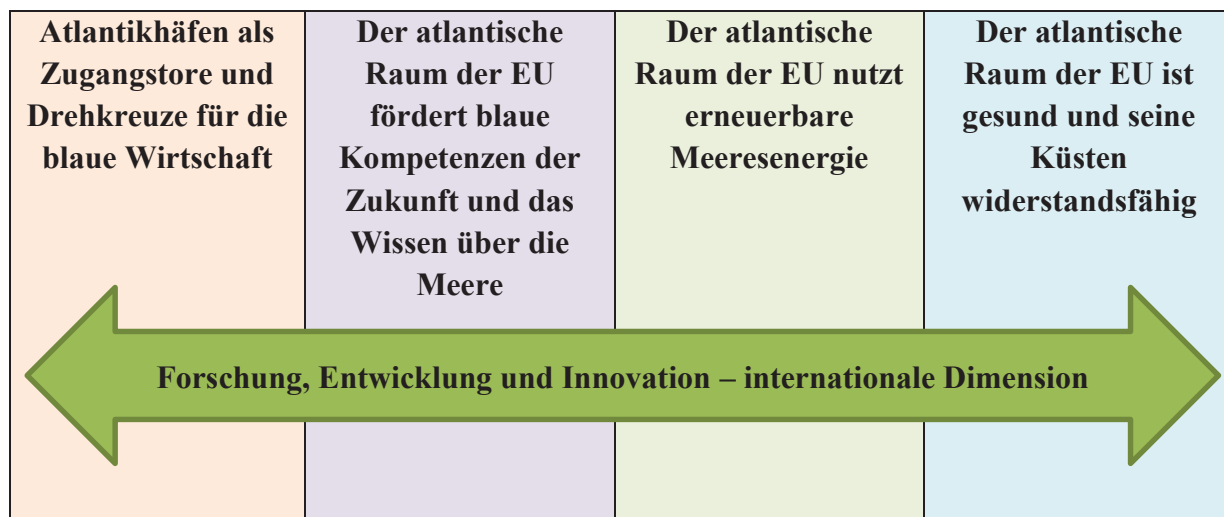 Atlantikhäfen als
Zugangstore und
Drehkreuze für die
blaue Wirtschaft
Der atlantische
Raum der EU
fördert blaue
Kompetenzen der
Zukunft und das
Wissen über die
Meere
Der atlantische
Raum der EU nutzt
erneuerbare
Meeresenergie
Der atlantische
Raum der EU ist
gesund und seine
Küsten
widerstandsfähig
Forschung, Entwicklung und Innovation – internationale Dimension